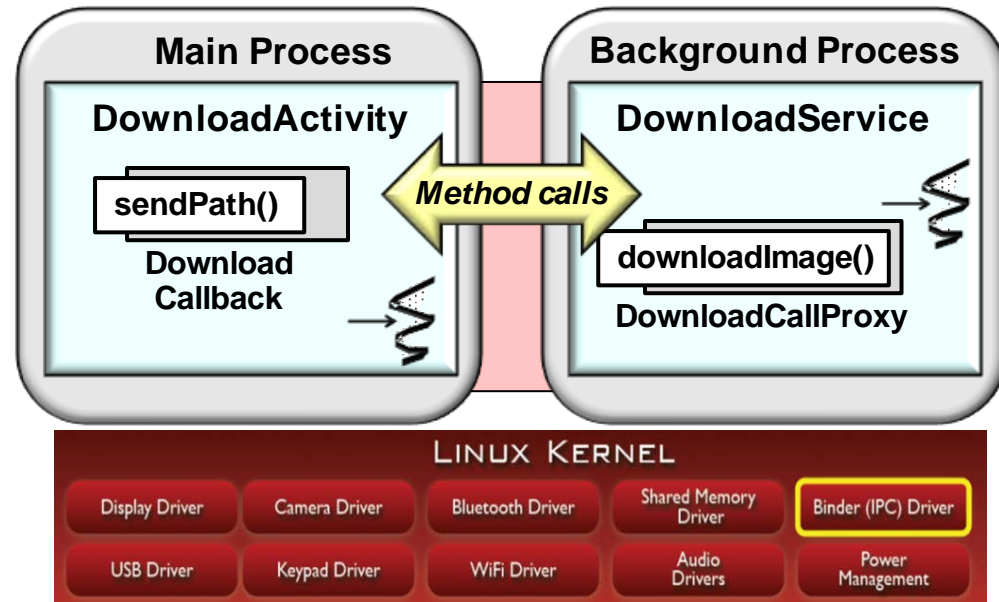 Main Process
DownloadActivity
sendPath()
Download
Callback
Method calls
Background Process
DownloadService
downloadImage()
DownloadCallProxy
LINUX KERNEL
Display Driver
Camera Driver
Bluetooth Driver
Shared Memory
Driver
Binder (IPC) Driver
USB Driver
Keypad Driver
WiFi Driver
Audio
Drivers
Power
Management